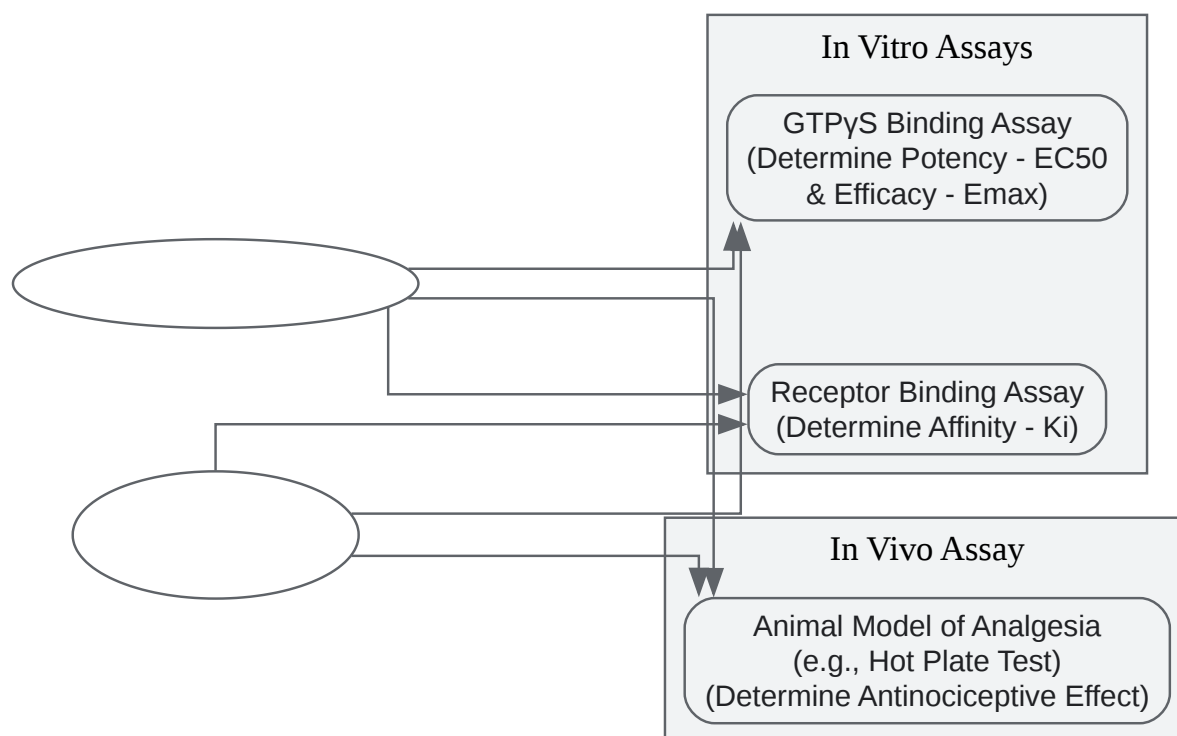 In Vitro Assays
GTPγS Binding Assay
(Determine Potency - EC50
& Efficacy - Emax)
Receptor Binding Assay
(Determine Affinity - Ki)
In Vivo Assay
Animal Model of Analgesia
(e.g., Hot Plate Test)
(Determine Antinociceptive Effect)